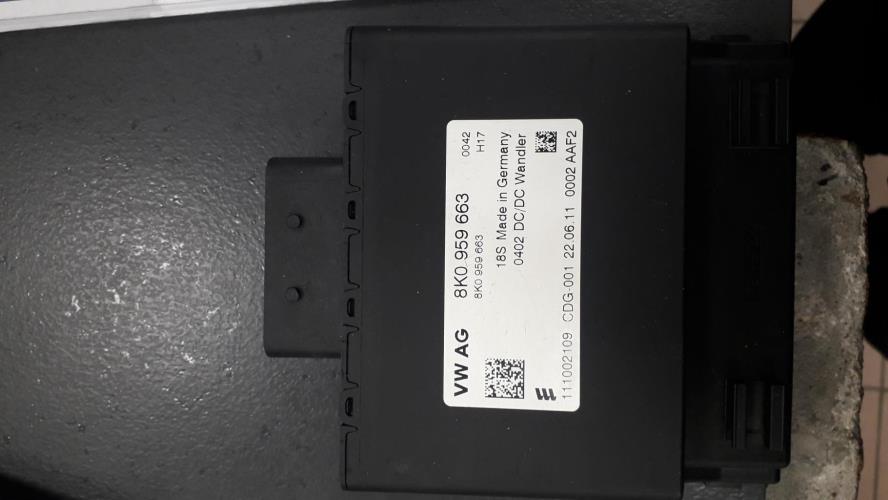 VW AG 8K0 959 663 0042
8K0 959 663 H17
18S Made in Germany
0402 DC/DC Wandler
111002109 CDG-001 22.06.11 0002 AAF2